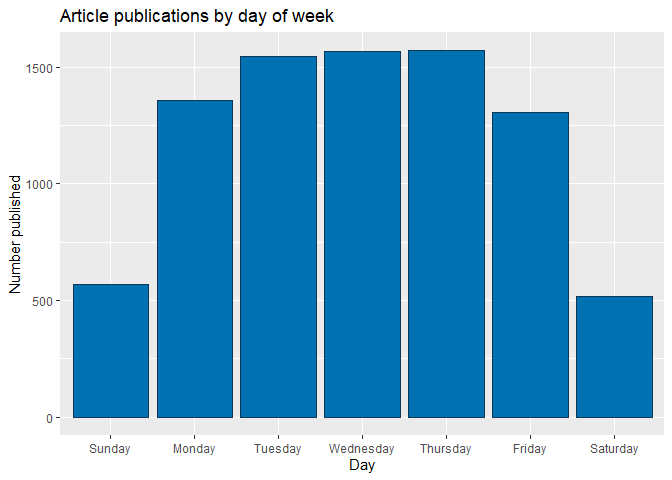 Article publications by day of week
Number published
1500
1000
500
0
Sunday Monday Tuesday Wednesday Thursday Friday Saturday
Day